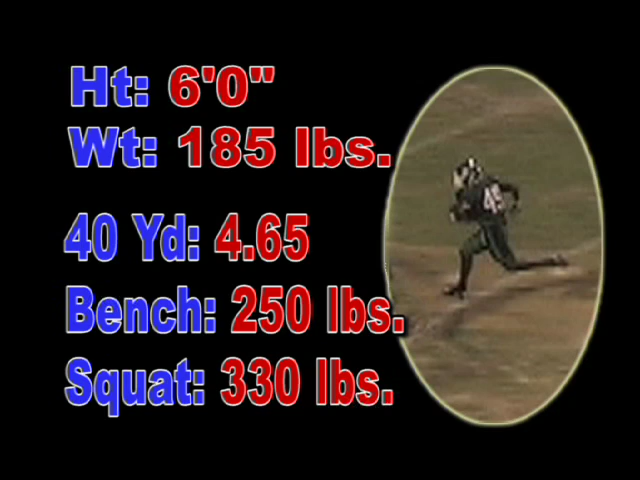 Ht: 6'0"
Wt: 185 lbs.
40 Yd: 4.65
Bench: 250 lbs.
Squat: 330 lbs.